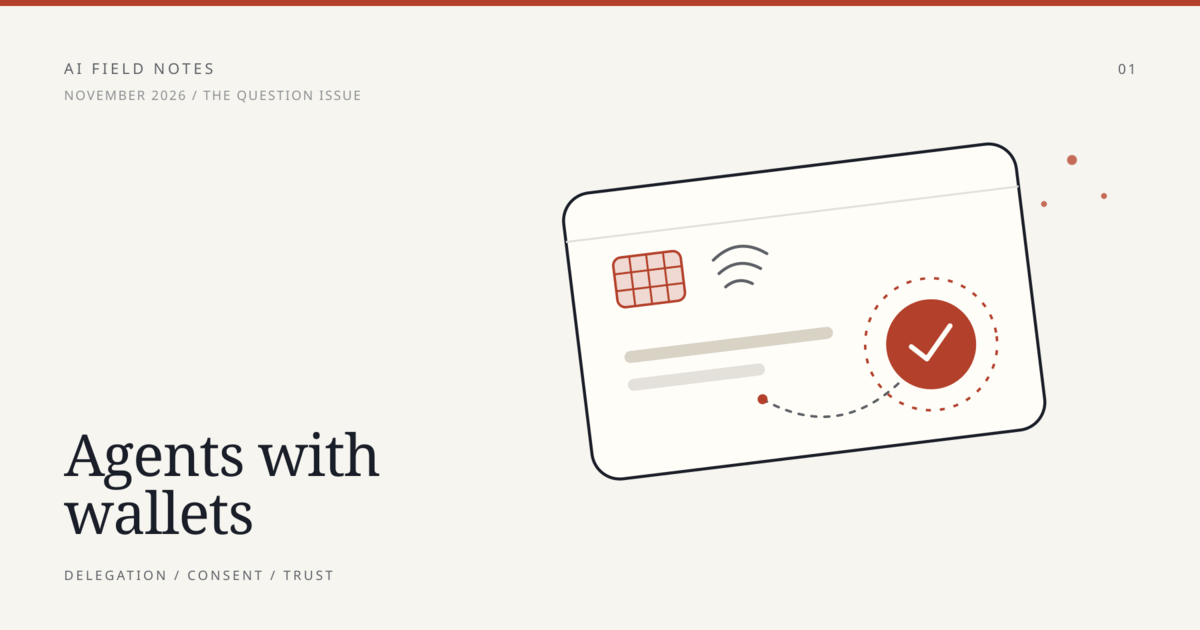 AI FIELD NOTES
01
NOVEMBER 2026 / THE QUESTION ISSUE
Agents with
wallets
DELEGATION / CONSENT / TRUST